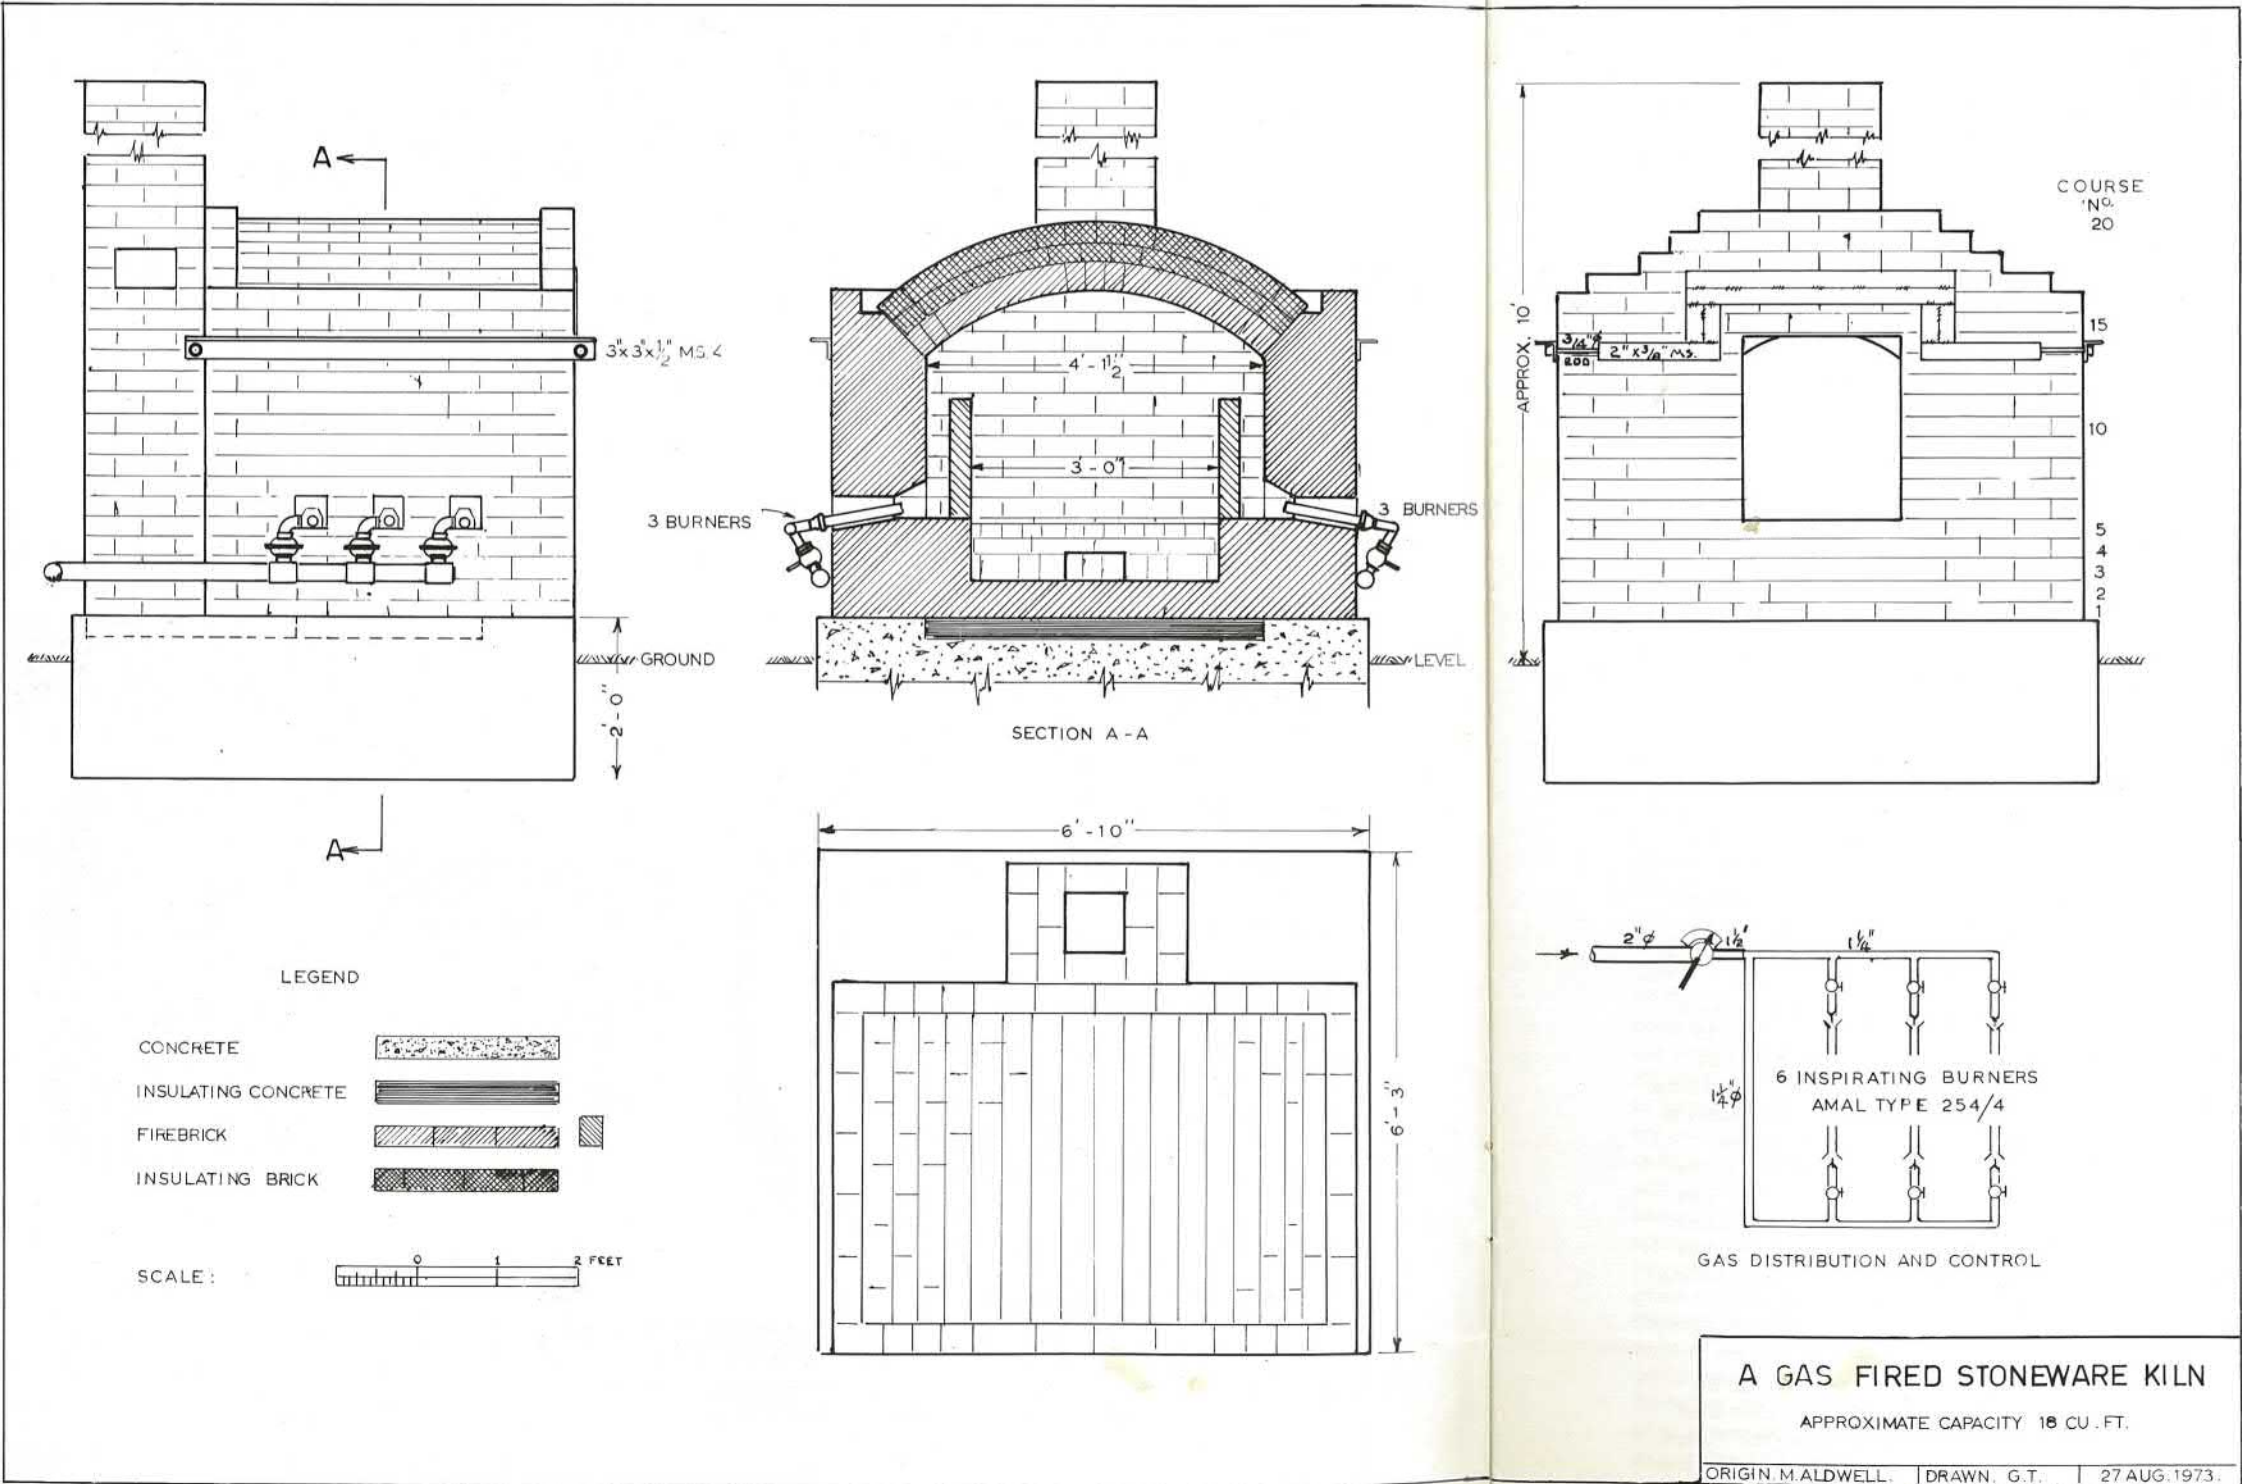 A
3"x3"x½" M.S.∠
GROUND
2'-0"
A
4'-1½"
3'-0"
3 BURNERS
3 BURNERS
LEVEL
SECTION A-A
APPROX. 10'
COURSE
No.
20
15
10
5
4
3
2
1
3/4"φ
ROD
2" x 3/8" M.S.
6'-10"
6'-3"
LEGEND
CONCRETE
INSULATING CONCRETE
FIREBRICK
INSULATING BRICK
SCALE:
0 1 2 FEET
2"φ
1½"
1¼"
1¼"φ
6 INSPIRATING BURNERS
AMAL TYPE 254/4
GAS DISTRIBUTION AND CONTROL
A GAS FIRED STONEWARE KILN
APPROXIMATE CAPACITY 18 CU. FT.
ORIGIN. M. ALDWELL. DRAWN. G.T. 27 AUG. 1973.